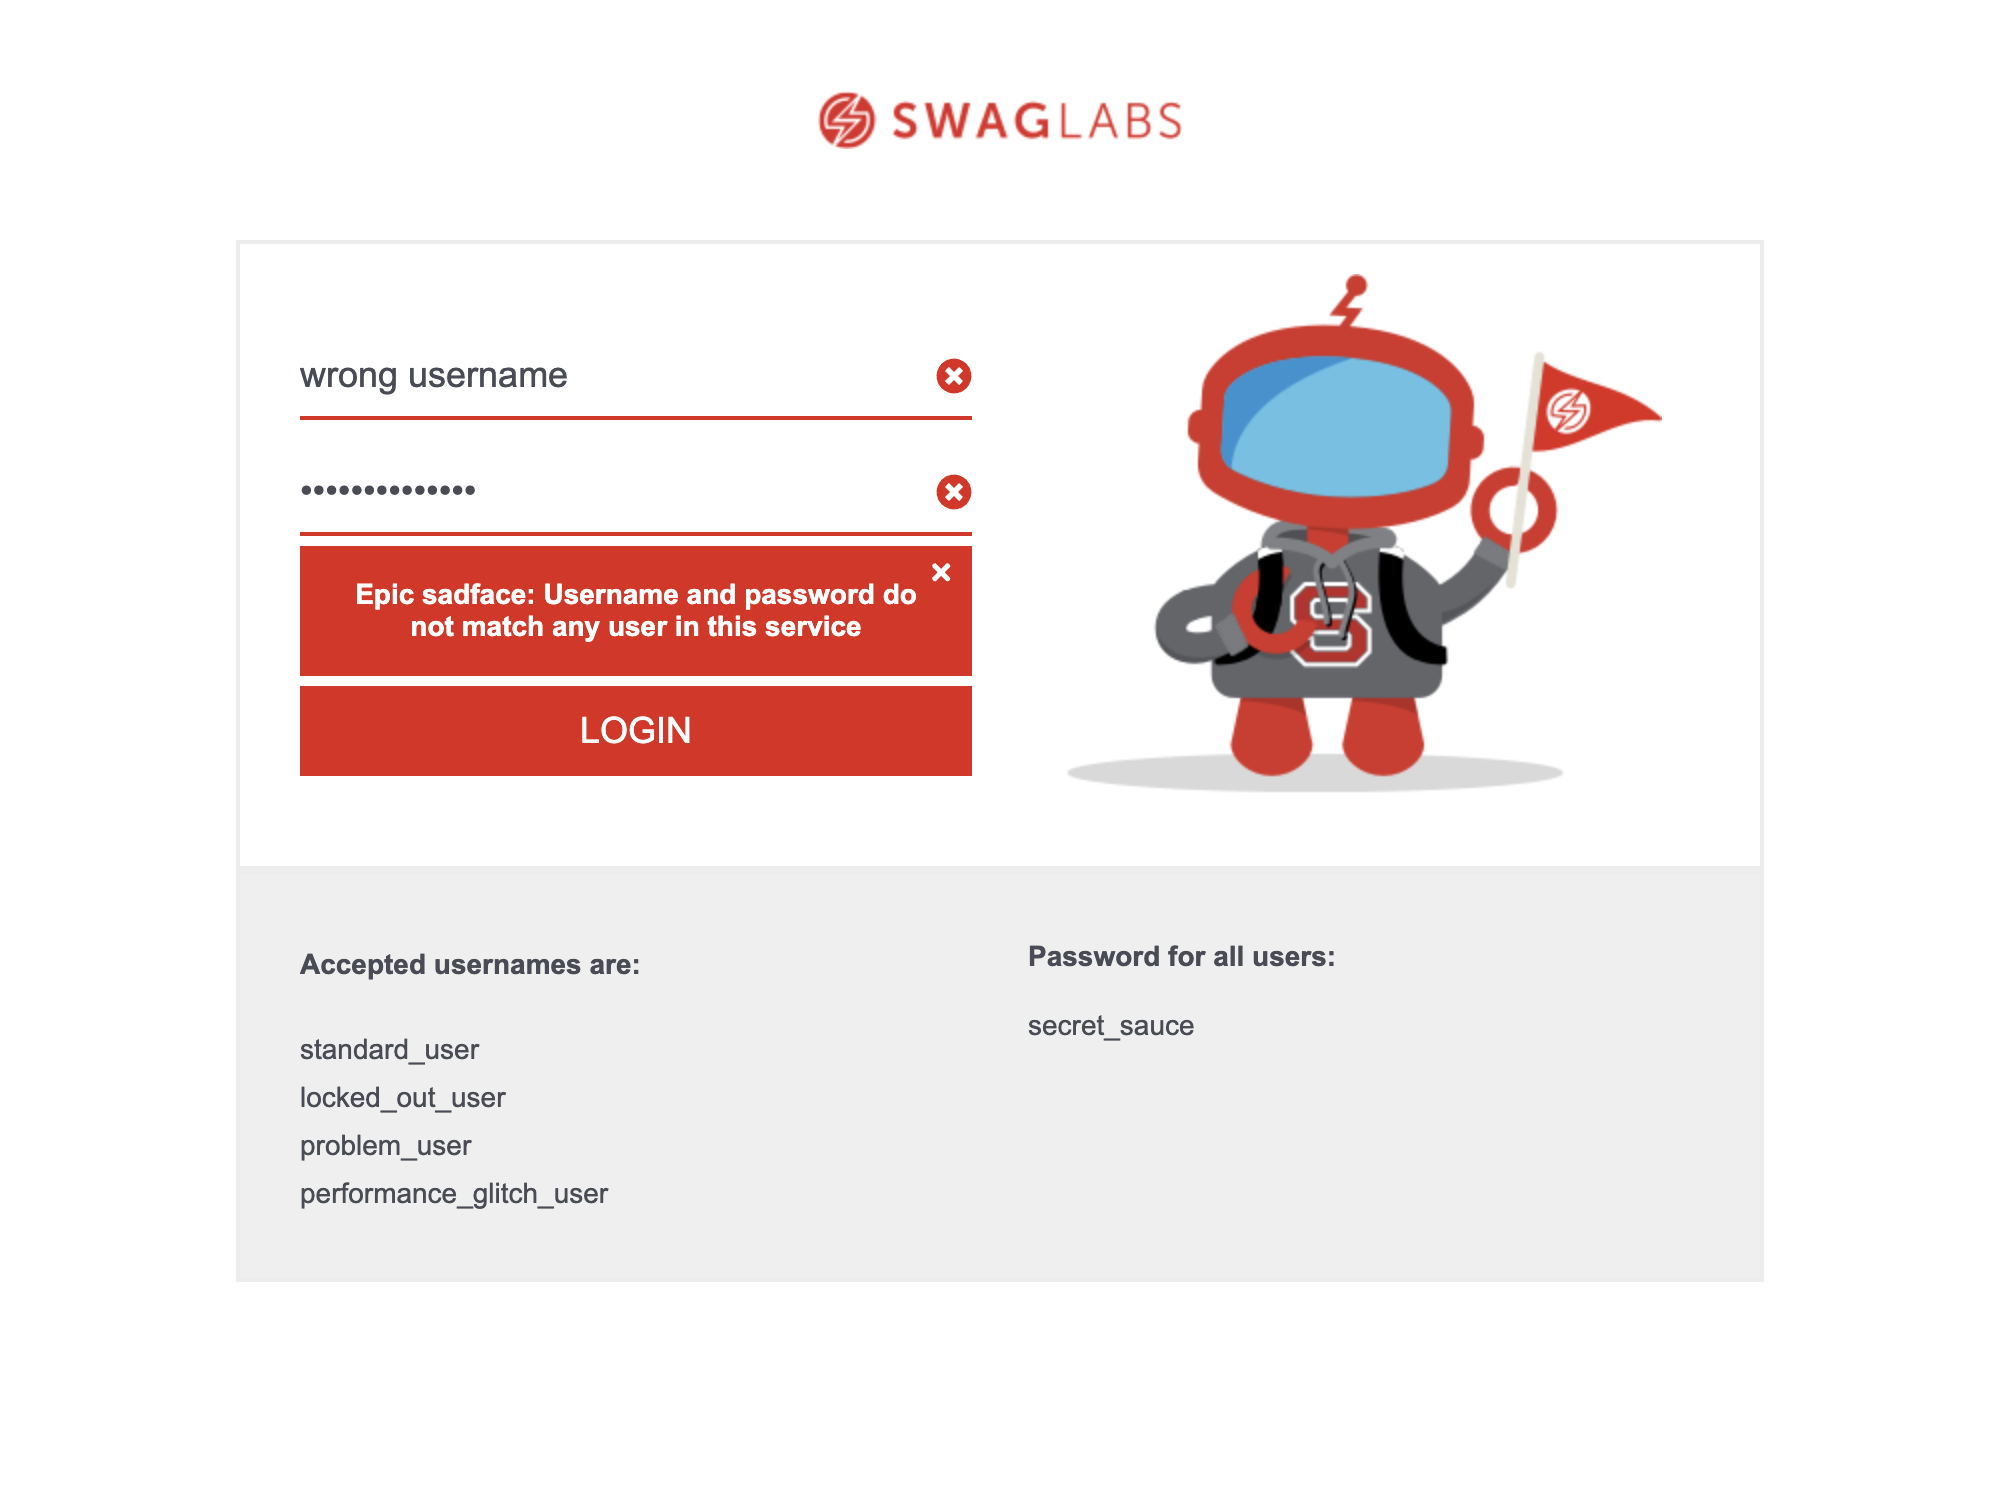 SWAGLABS
wrong username
••••••••••••••
Epic sadface: Username and password do
not match any user in this service
LOGIN
S
Accepted usernames are:
standard_user
locked_out_user
problem_user
performance_glitch_user
Password for all users:
secret_sauce